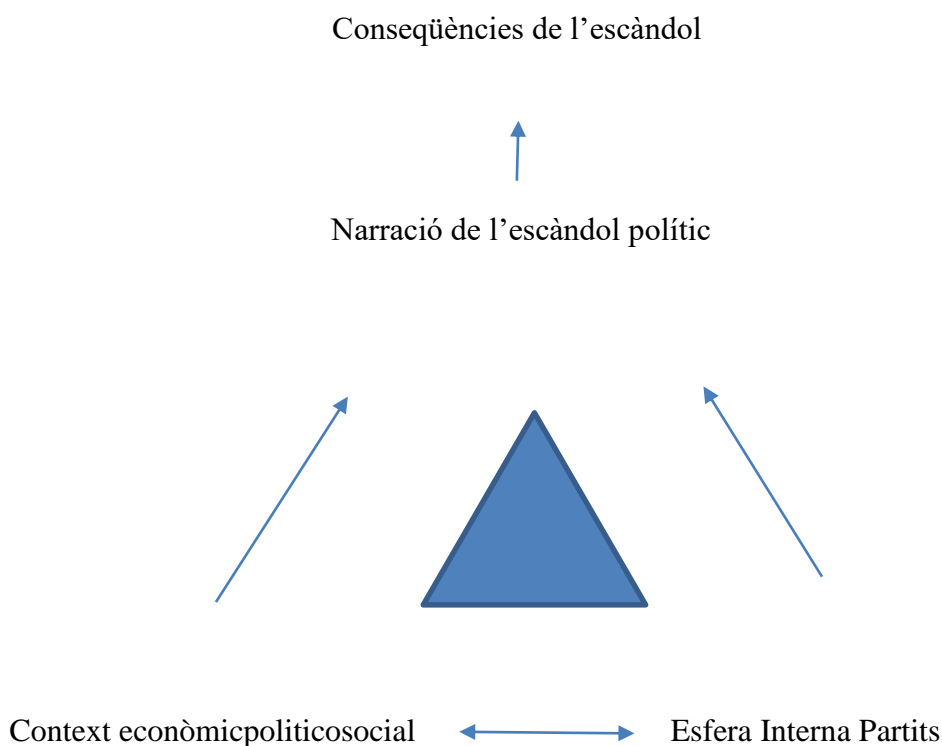 Conseqüències de l’escàndol
Narració de l’escàndol polític
Context econòmicpoliticosocial
Esfera Interna Partits